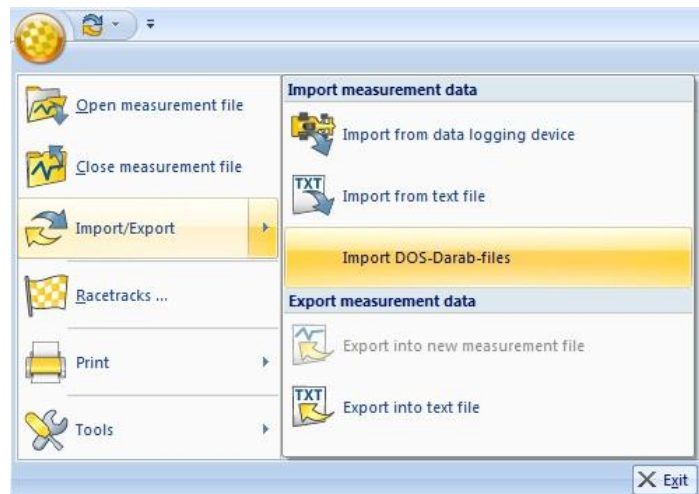 Open measurement file
Close measurement file
Import/Export
Racetracks ...
Print
Tools
Import measurement data
Import from data logging device
TXT
Import from text file
Import DOS-Darab-files
Export measurement data
Export into new measurement file
TXT
Export into text file
Exit